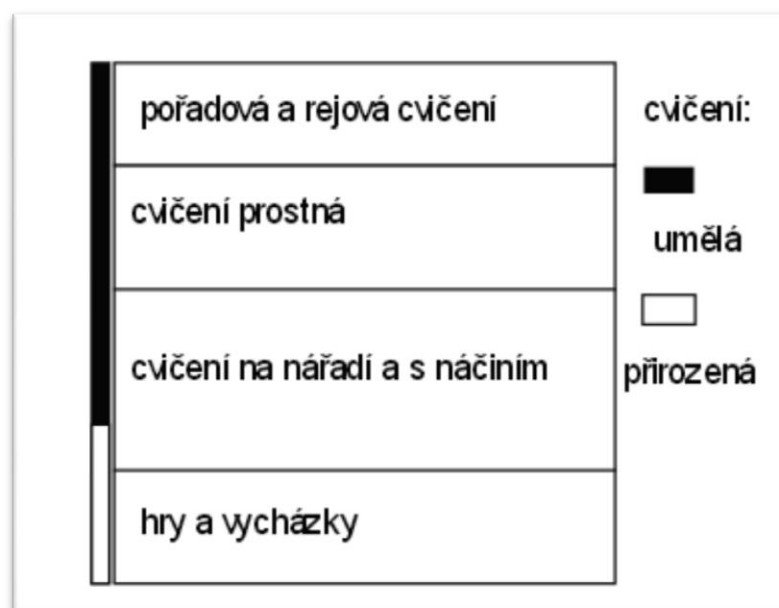 pořadová a rejová cvičení
cvičení prostná
cvičení na nářadí a s náčiním
hry a vycházky
cvičení:
umělá
přirozená